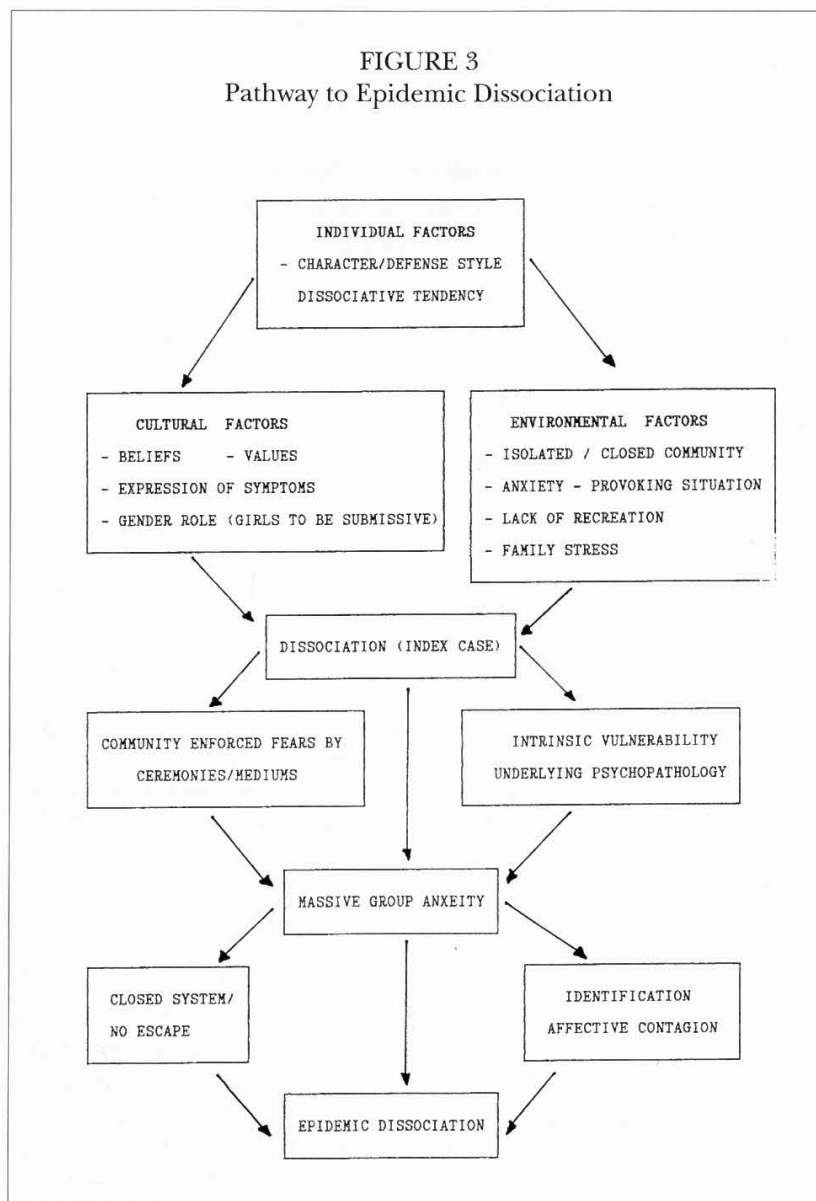 FIGURE 3
Pathway to Epidemic Dissociation
INDIVIDUAL FACTORS
- CHARACTER/DEFENSE STYLE
DISSOCIATIVE TENDENCY
CULTURAL FACTORS
- BELIEFS - VALUES
- EXPRESSION OF SYMPTOMS
- GENDER ROLE (GIRLS TO BE SUBMISSIVE)
ENVIRONMENTAL FACTORS
- ISOLATED / CLOSED COMMUNITY
- ANXIETY - PROVOKING SITUATION
- LACK OF RECREATION
- FAMILY STRESS
DISSOCIATION (INDEX CASE)
COMMUNITY ENFORCED FEARS BY
CEREMONIES/MEDIUMS
INTRINSIC VULNERABILITY
UNDERLYING PSYCHOPATHOLOGY
MASSIVE GROUP ANXEITY
CLOSED SYSTEM/
NO ESCAPE
IDENTIFICATION
AFFECTIVE CONTAGION
EPIDEMIC DISSOCIATION